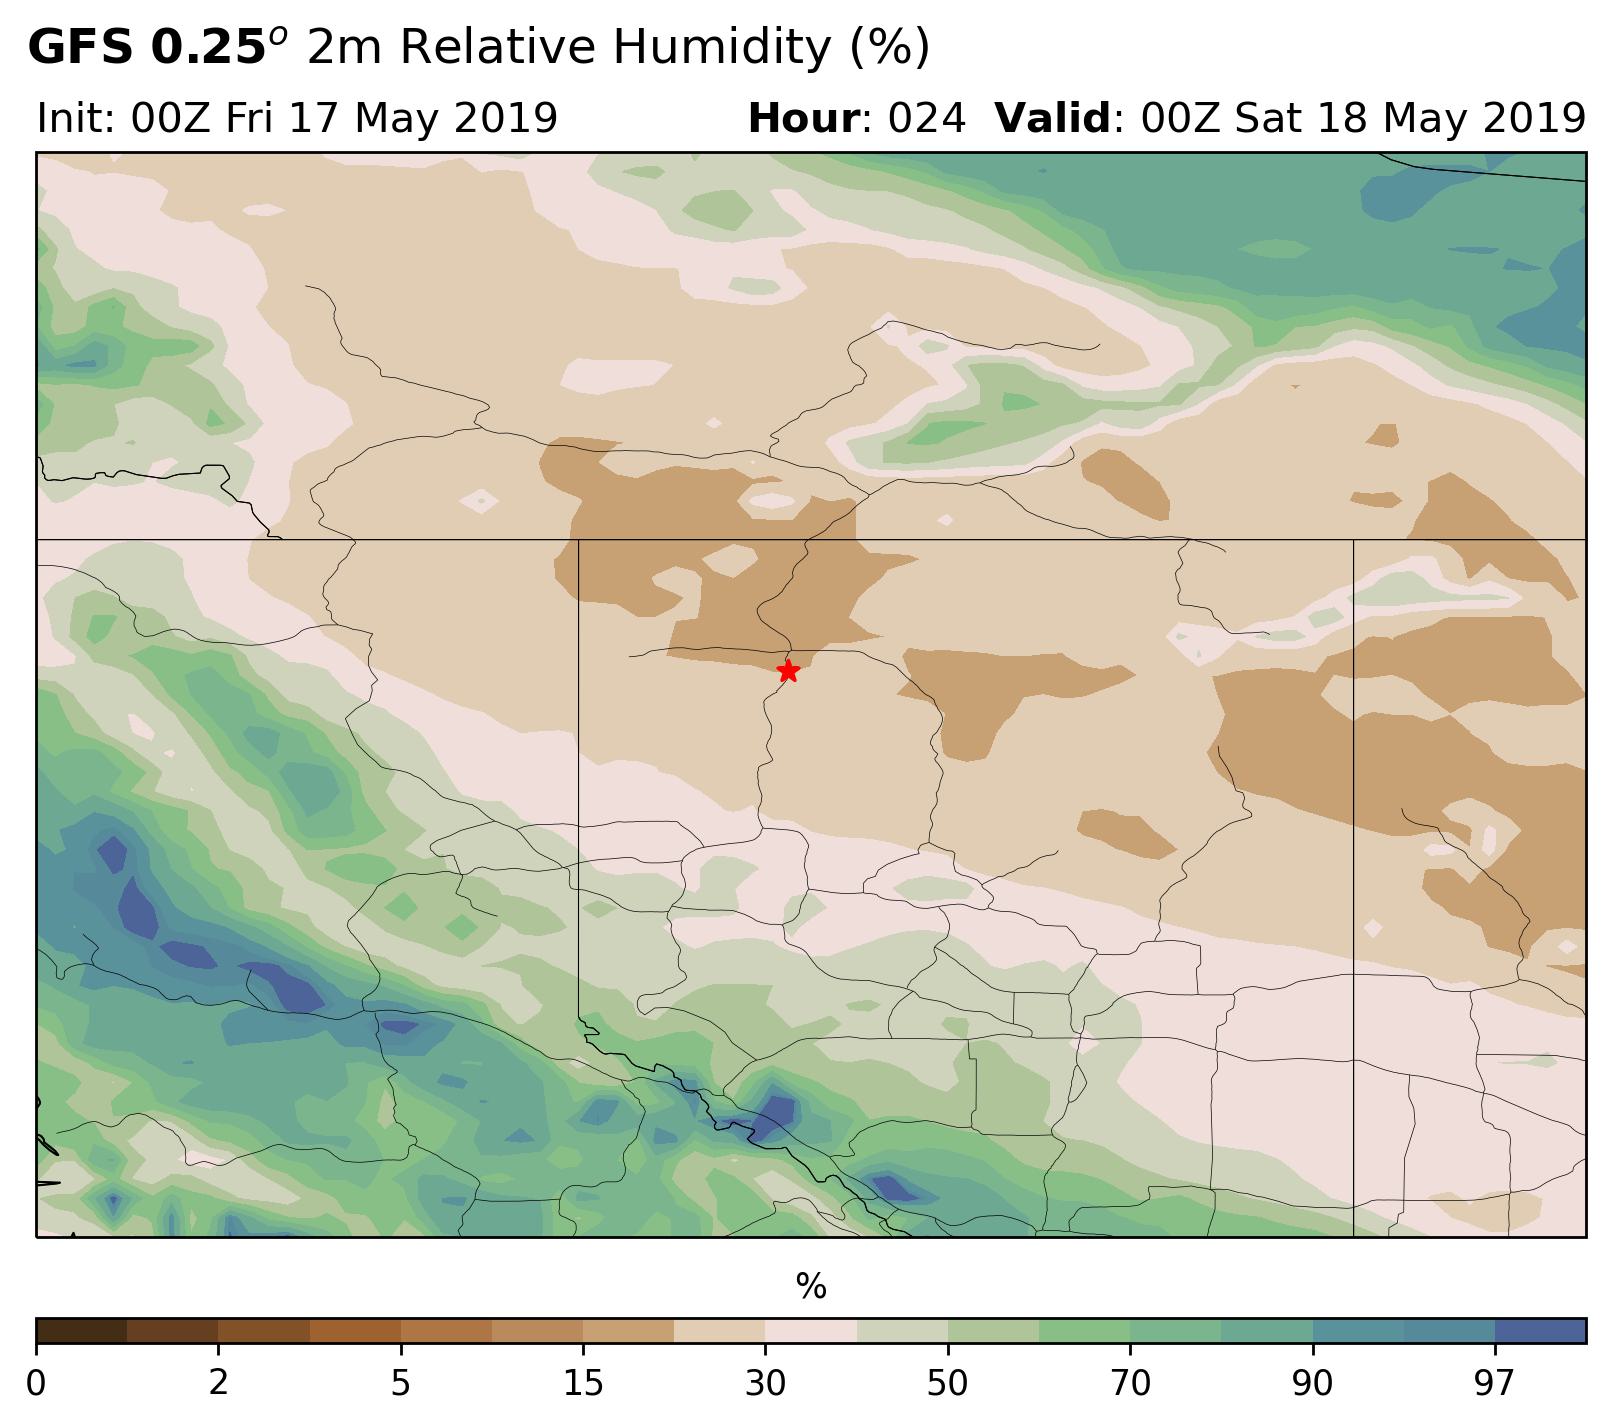 GFS 0.25° 2m Relative Humidity (%)
Init: 00Z Fri 17 May 2019 Hour: 024 Valid: 00Z Sat 18 May 2019
%
0 2 5 15 30 50 70 90 97